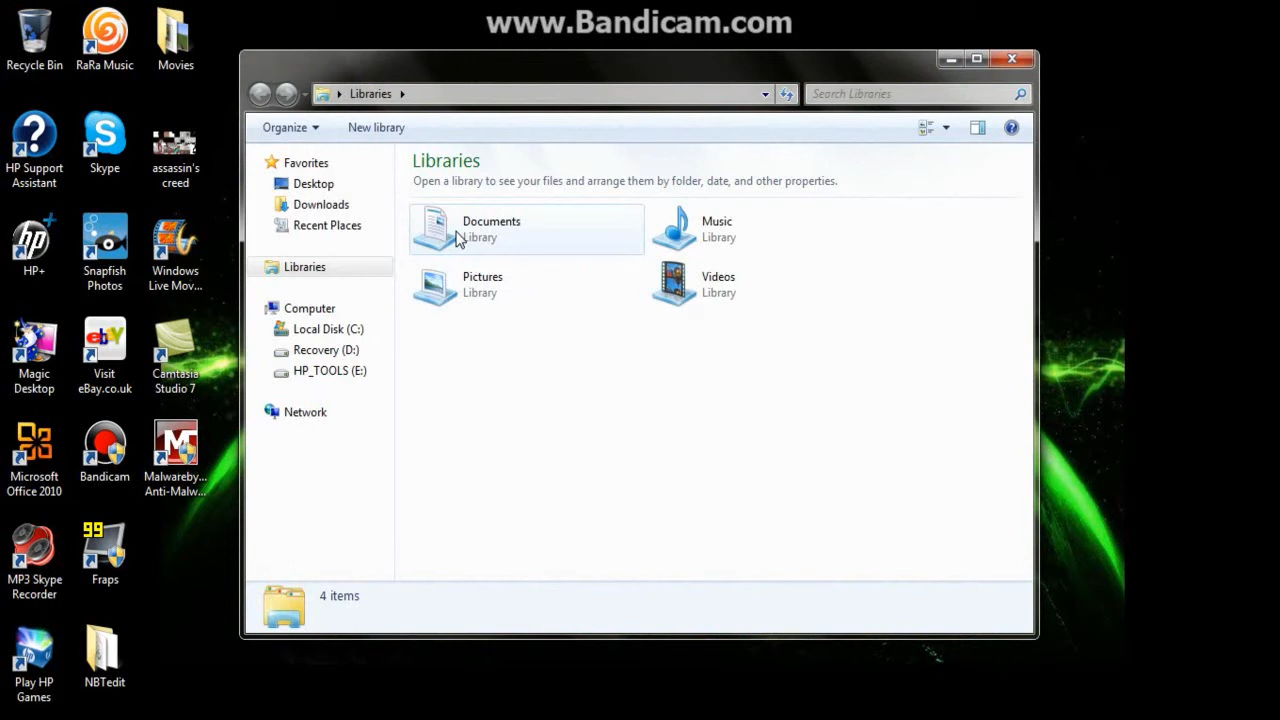 www.Bandicam.com
Recycle Bin
RaRa Music
Movies
HP Support
Assistant
Skype
assassin's
creed
HP+
Snapfish
Photos
Windows
Live Mov...
Magic
Desktop
Visit
eBay.co.uk
Camtasia
Studio 7
Microsoft
Office 2010
Bandicam
Malwareby...
Anti-Malw...
MP3 Skype
Recorder
99
Fraps
Play HP
Games
NBTedit
Libraries
Search Libraries
Organize
New library
Favorites
Desktop
Downloads
Recent Places
Libraries
Computer
Local Disk (C:)
Recovery (D:)
HP_TOOLS (E:)
Network
Libraries
Open a library to see your files and arrange them by folder, date, and other properties.
Documents
Library
Music
Library
Pictures
Library
Videos
Library
4 items